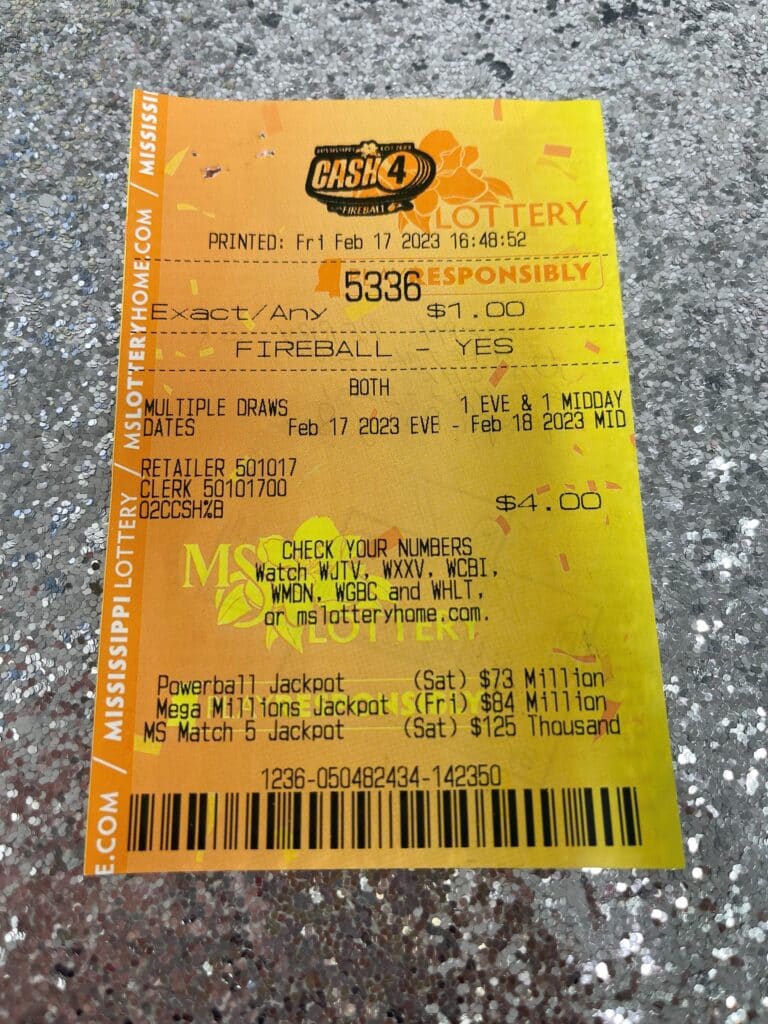 MISSISSIPPI LOTTERY
CASH 4
FIREBALL
LOTTERY
PRINTED: Fri Feb 17 2023 16:48:52
RESPONSIBLY
5336
Exact/Any $1.00
FIREBALL - YES
BOTH
MULTIPLE DRAWS 1 EVE & 1 MIDDAY
DATES Feb 17 2023 EVE - Feb 18 2023 MID
RETAILER 501017
CLERK 50101700
02CCSH%B $4.00
CHECK YOUR NUMBERS
Watch WJTV, WXXV, WCBI,
WMDN, WGBC and WHLT,
or mslotteryhome.com.
MS
LOTTERY
Powerball Jackpot (Sat) $73 Million
Mega Millions Jackpot (Fri) $84 Million
MS Match 5 Jackpot (Sat) $125 Thousand
1236-050482434-142350
E.COM / MISSISSIPPI LOTTERY / MSLOTTERYHOME.COM / MISSISSI